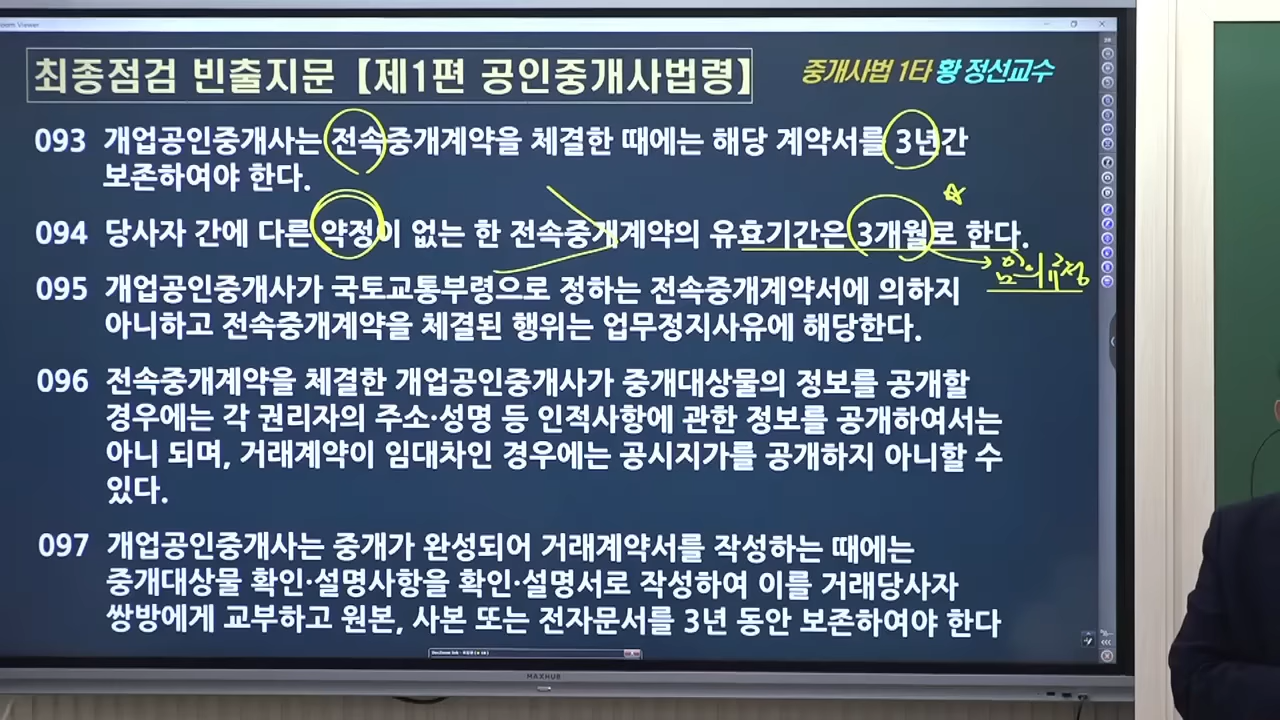 최종점검 빈출지문【제1편 공인중개사법령】
중개사법 1타 황 정선교수
093 개업공인중개사는 전속중개계약을 체결한 때에는 해당 계약서를 3년간
보존하여야 한다.
094 당사자 간에 다른 약정이 없는 한 전속중개계약의 유효기간은 3개월로 한다.
095 개업공인중개사가 국토교통부령으로 정하는 전속중개계약서에 의하지
아니하고 전속중개계약을 체결된 행위는 업무정지사유에 해당한다.
096 전속중개계약을 체결한 개업공인중개사가 중개대상물의 정보를 공개할
경우에는 각 권리자의 주소·성명 등 인적사항에 관한 정보를 공개하여서는
아니 되며, 거래계약이 임대차인 경우에는 공시지가를 공개하지 아니할 수
있다.
097 개업공인중개사는 중개가 완성되어 거래계약서를 작성하는 때에는
중개대상물 확인·설명사항을 확인·설명서로 작성하여 이를 거래당사자
쌍방에게 교부하고 원본, 사본 또는 전자문서를 3년 동안 보존하여야 한다
MAXHUB